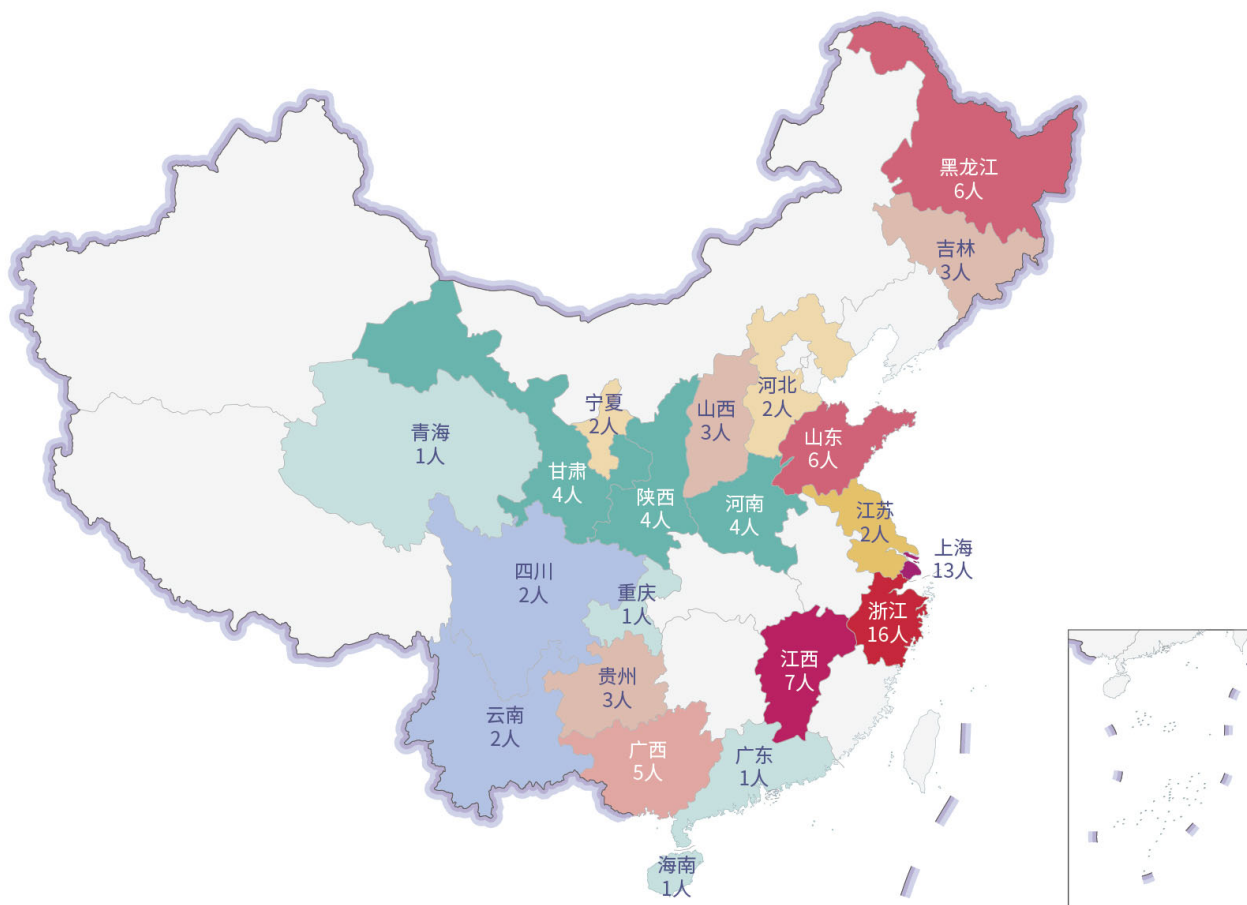 黑龙江
6人
吉林
3人
河北
2人
宁夏
2人
山西
3人
青海
1人
山东
6人
甘肃
4人
陕西
4人
河南
4人
江苏
2人
上海
13人
四川
2人
重庆
1人
浙江
16人
江西
7人
贵州
3人
云南
2人
广西
5人
广东
1人
海南
1人